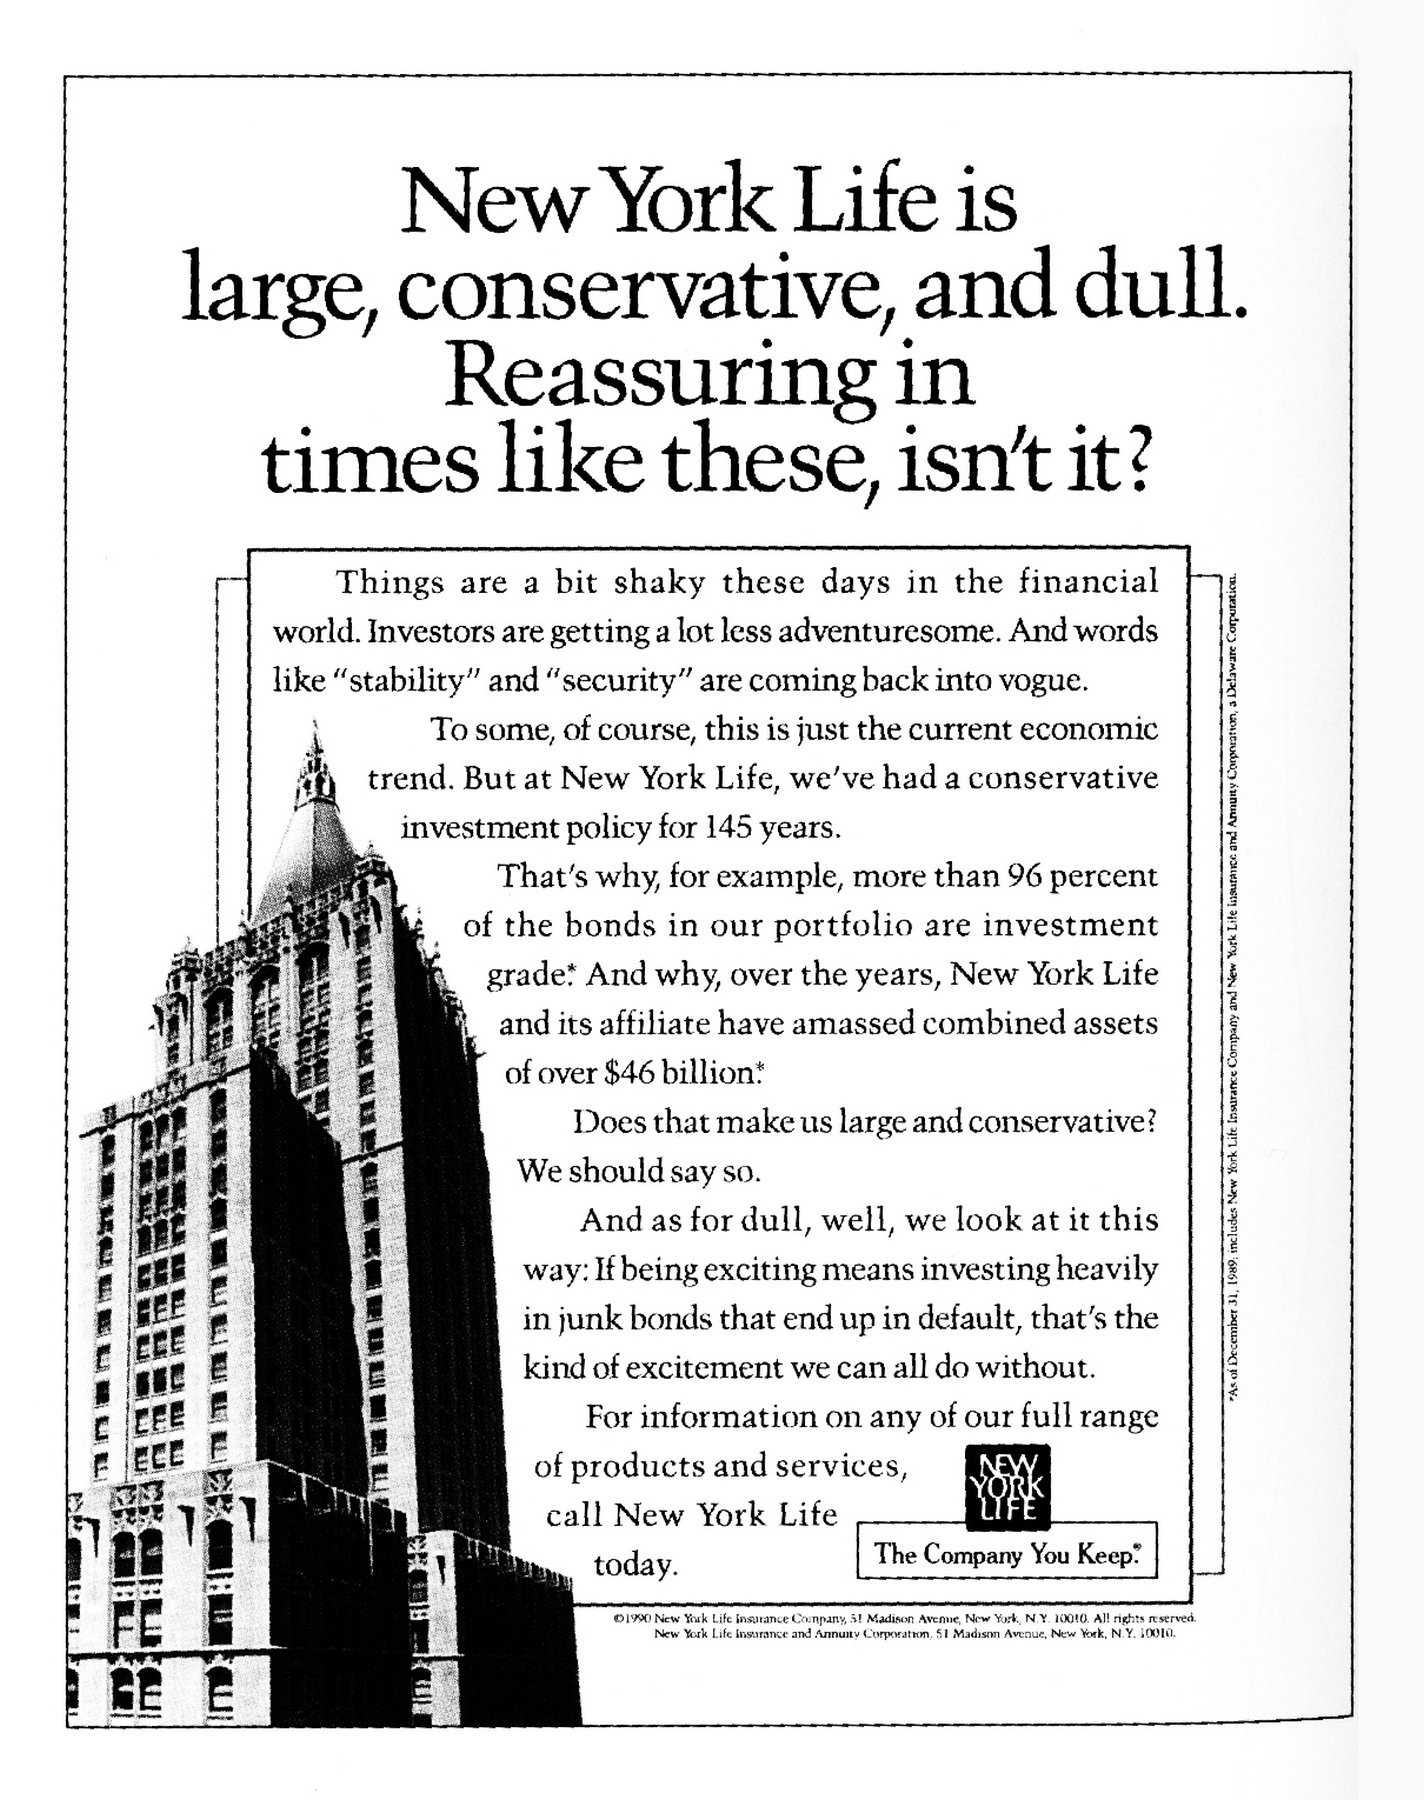 New York Life is
large, conservative, and dull.
Reassuring in
times like these, isn't it?
Things are a bit shaky these days in the financial
world. Investors are getting a lot less adventuresome. And words
like "stability" and "security" are coming back into vogue.
To some, of course, this is just the current economic
trend. But at New York Life, we've had a conservative
investment policy for 145 years.
That's why, for example, more than 96 percent
of the bonds in our portfolio are investment
grade.* And why, over the years, New York Life
and its affiliate have amassed combined assets
of over $46 billion.*
Does that make us large and conservative?
We should say so.
And as for dull, well, we look at it this
way: If being exciting means investing heavily
in junk bonds that end up in default, that's the
kind of excitement we can all do without.
For information on any of our full range
of products and services,
call New York Life
today.
NEW
YORK
LIFE
The Company You Keep.®
©1990 New York Life Insurance Company, 51 Madison Avenue, New York, N.Y. 10010. All rights reserved.
New York Life Insurance and Annuity Corporation, 51 Madison Avenue, New York, N.Y. 10010.
*As of December 31, 1989; includes New York Life Insurance Company and New York Life Insurance and Annuity Corporation, a Delaware Corporation.